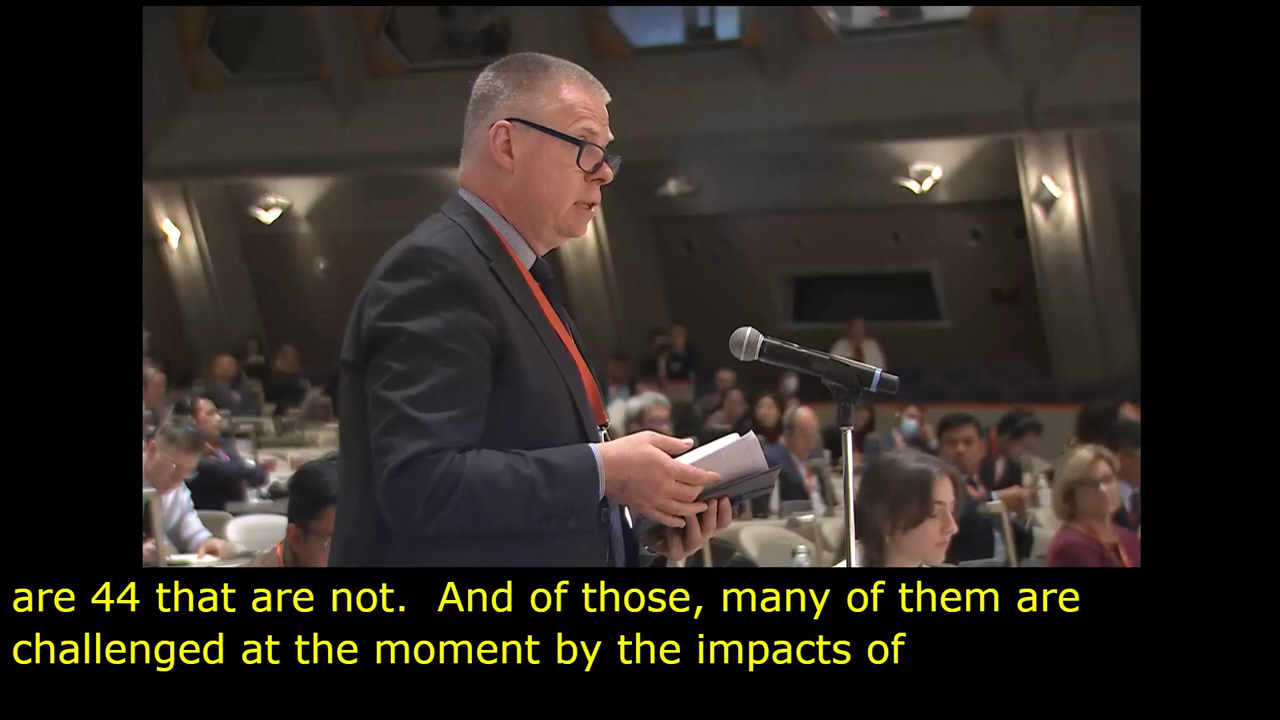 are 44 that are not.  And of those, many of them are
challenged at the moment by the impacts of